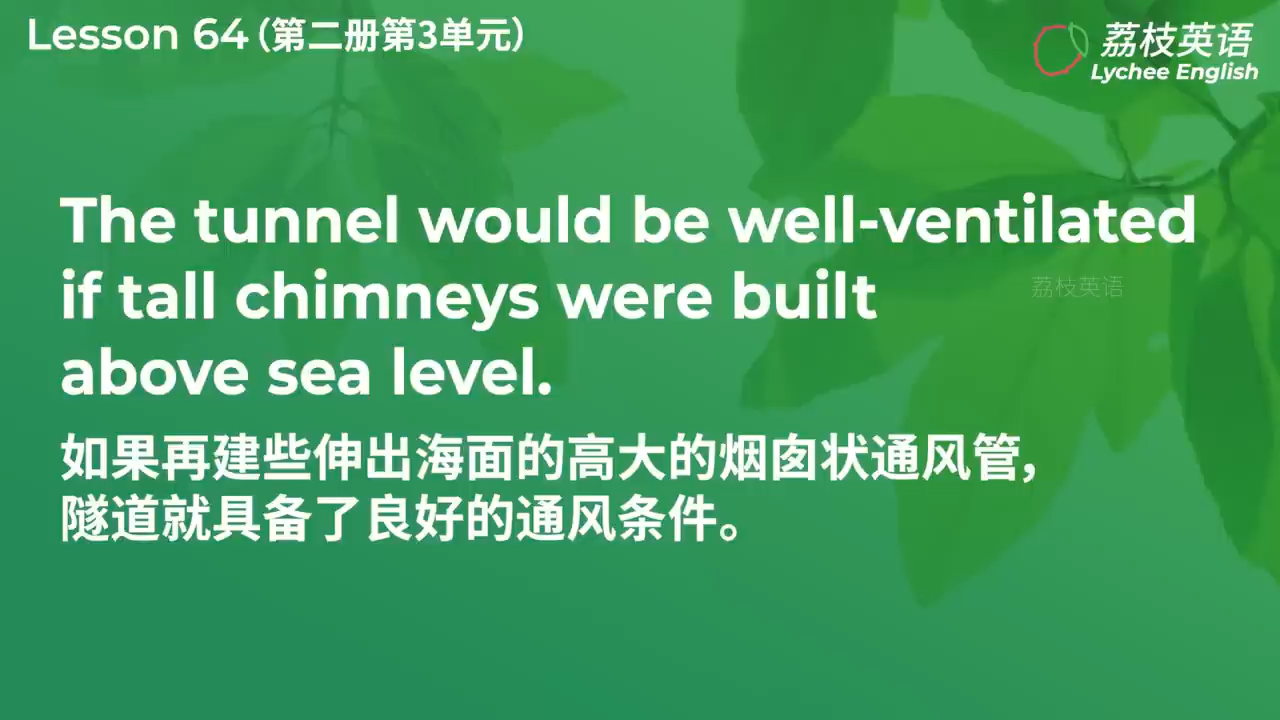 Lesson 64（第二册第3单元）
荔枝英语
Lychee English
The tunnel would be well-ventilated
if tall chimneys were built
荔枝英语
above sea level.
如果再建些伸出海面的高大的烟囱状通风管，
隧道就具备了良好的通风条件。